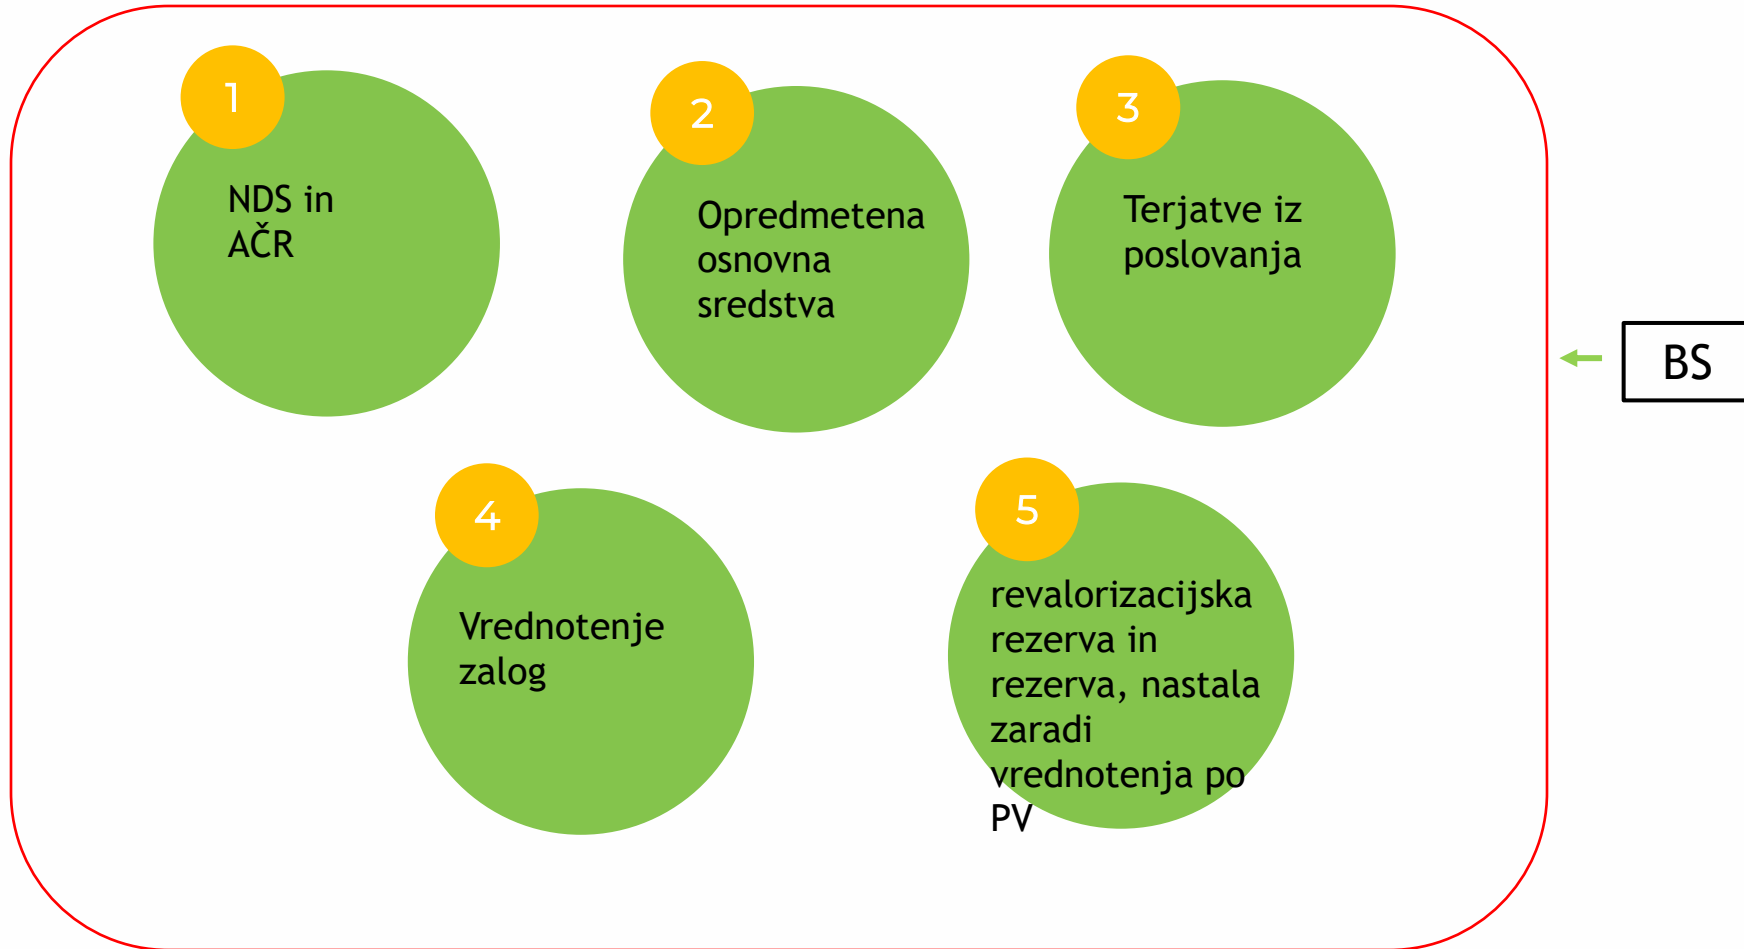 1
NDS in
AČR
2
Opredmetena
osnovna
sredstva
3
Terjatve iz
poslovanja
BS
4
Vrednotenje
zalog
5
revalorizacijska
rezerva in
rezerva, nastala
zaradi
vrednotenja po
PV